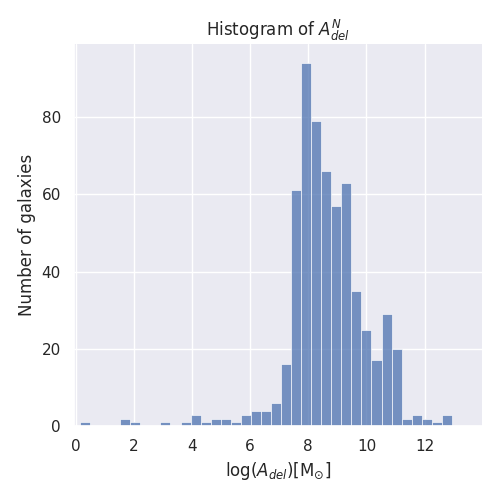 Histogram of $A_{del}^{N}$
Number of galaxies
80
60
40
20
0
0 2 4 6 8 10 12
log($A_{del}$)[M$_{\odot}$]